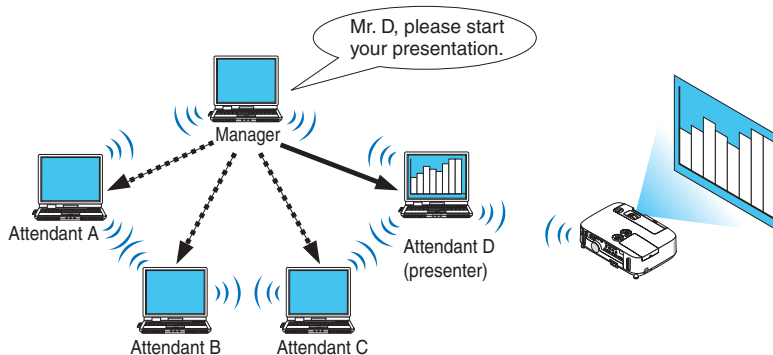 Mr. D, please start
your presentation.
Manager
Attendant A
Attendant D
(presenter)
Attendant B
Attendant C